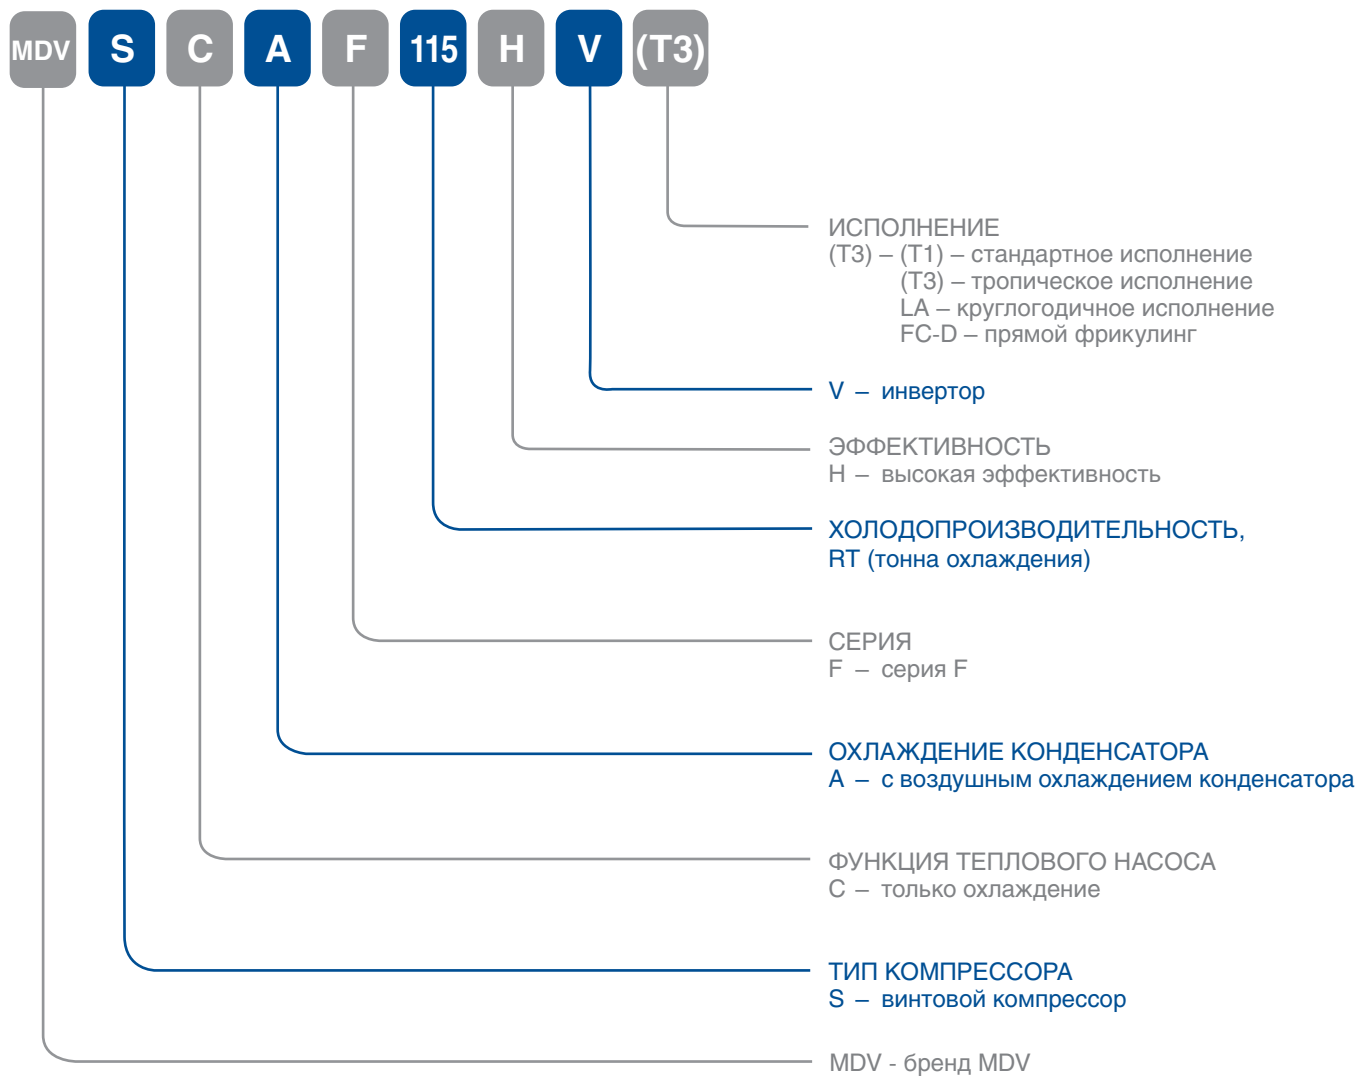 MDV S C A F 115 H V (T3)
ИСПОЛНЕНИЕ
(T3) – (T1) – стандартное исполнение
(T3) – тропическое исполнение
LA – круглогодичное исполнение
FC-D – прямой фрикулинг
V – инвертор
ЭФФЕКТИВНОСТЬ
H – высокая эффективность
ХОЛОДОПРОИЗВОДИТЕЛЬНОСТЬ,
RT (тонна охлаждения)
СЕРИЯ
F – серия F
ОХЛАЖДЕНИЕ КОНДЕНСАТОРА
A – с воздушным охлаждением конденсатора
ФУНКЦИЯ ТЕПЛОВОГО НАСОСА
C – только охлаждение
ТИП КОМПРЕССОРА
S – винтовой компрессор
MDV - бренд MDV